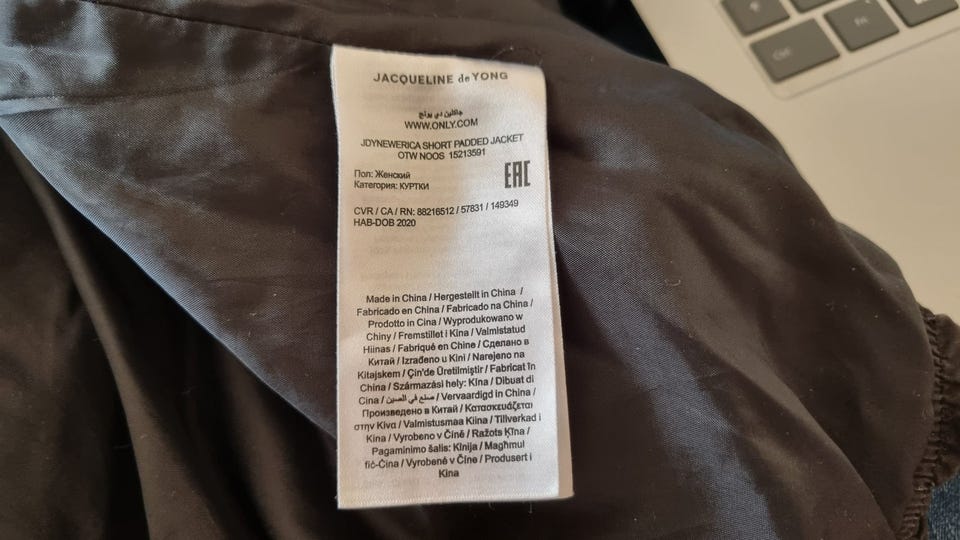 JACQUELINE de YONG
جاكلين دي يونج
WWW.ONLY.COM
JDYNEWERICA SHORT PADDED JACKET
OTW NOOS 15213591
Пол: Женский
Категория: КУРТКИ
EAC
CVR / CA / RN: 88216512 / 57831 / 149349
HAB-DOB 2020
Made in China / Hergestellt in China /
Fabricado en China / Fabricado na China /
Prodotto in Cina / Wyprodukowano w
Chiny / Fremstillet i Kina / Valmistatud
Hiinas / Fabriqué en Chine / Сделано в
Китай / Izrađeno u Kini / Narejeno na
Kitajskem / Çin'de Üretilmiştir / Fabricat în
China / Származási hely: Kína / Dibuat di
Cina / صنع في الصين / Vervaardigd in China /
Произведено в Китай / Κατασκευάζεται
στην Κίνα / Valmistusmaa Kiina / Tillverkad i
Kina / Vyrobeno v Číně / Ražots Ķīna /
Pagaminimo šalis: Kinija / Magħmul
fiċ-Ċina / Vyrobené v Číne / Produsert i
Kina
Ctrl
Fn